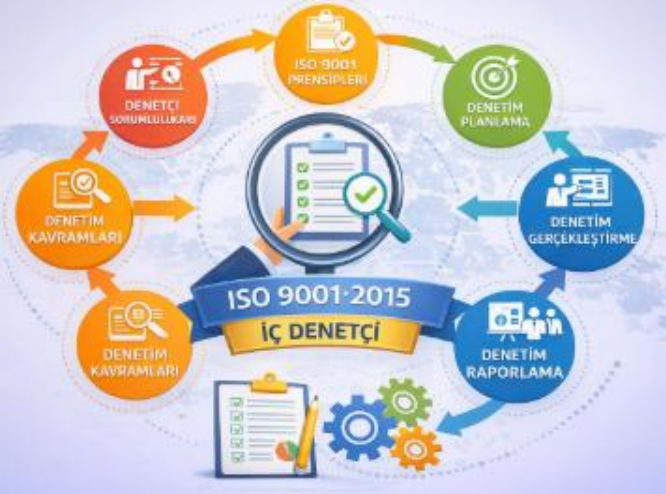 ISO 9001
PRENSİPLERİ
DENETÇİ
SORUMLULUKARI
DENETİM
PLANLAMA
DENETİM
KAVRAMLARI
DENETİM
GERÇEKLEŞTİRME
ISO 9001·2015
İÇ DENETÇİ
DENETİM
KAVRAMLARI
DENETİM
RAPORLAMA